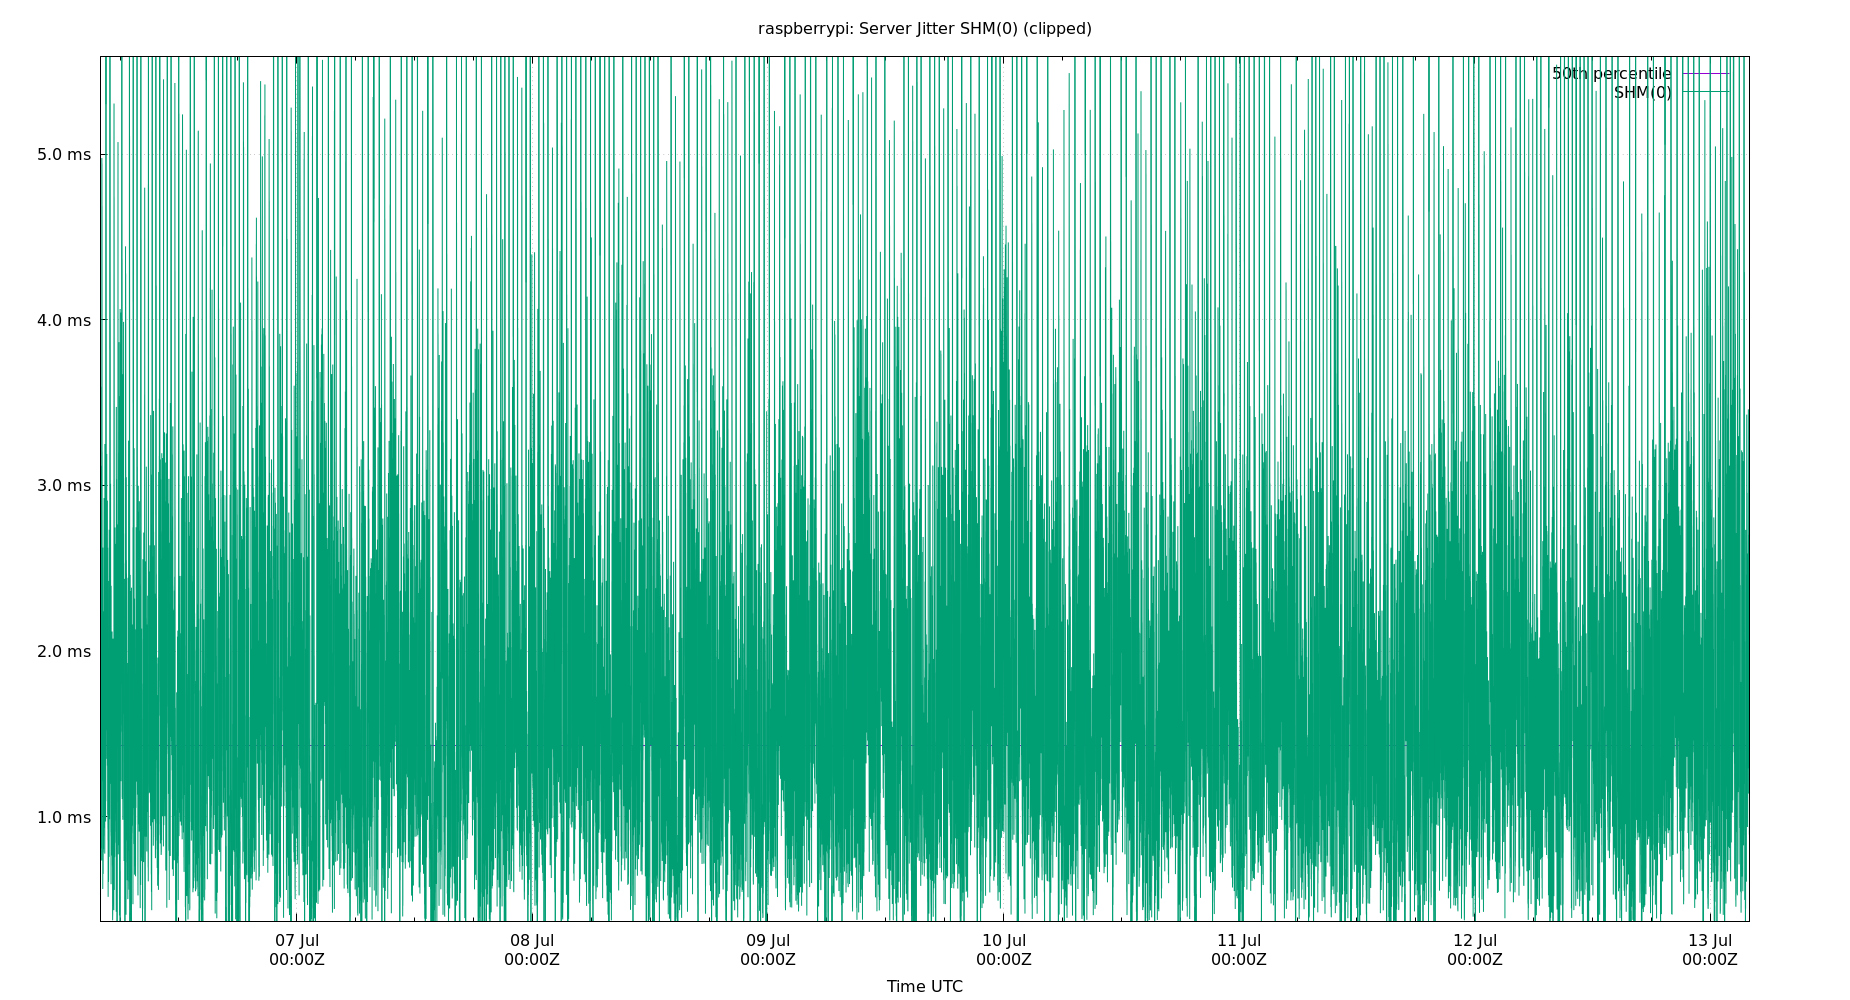 raspberrypi: Server Jitter SHM(0) (clipped)
50th percentile
SHM(0)
5.0 ms
4.0 ms
3.0 ms
2.0 ms
1.0 ms
07 Jul 08 Jul 09 Jul 10 Jul 11 Jul 12 Jul 13 Jul
00:00Z 00:00Z 00:00Z 00:00Z 00:00Z 00:00Z 00:00Z
Time UTC